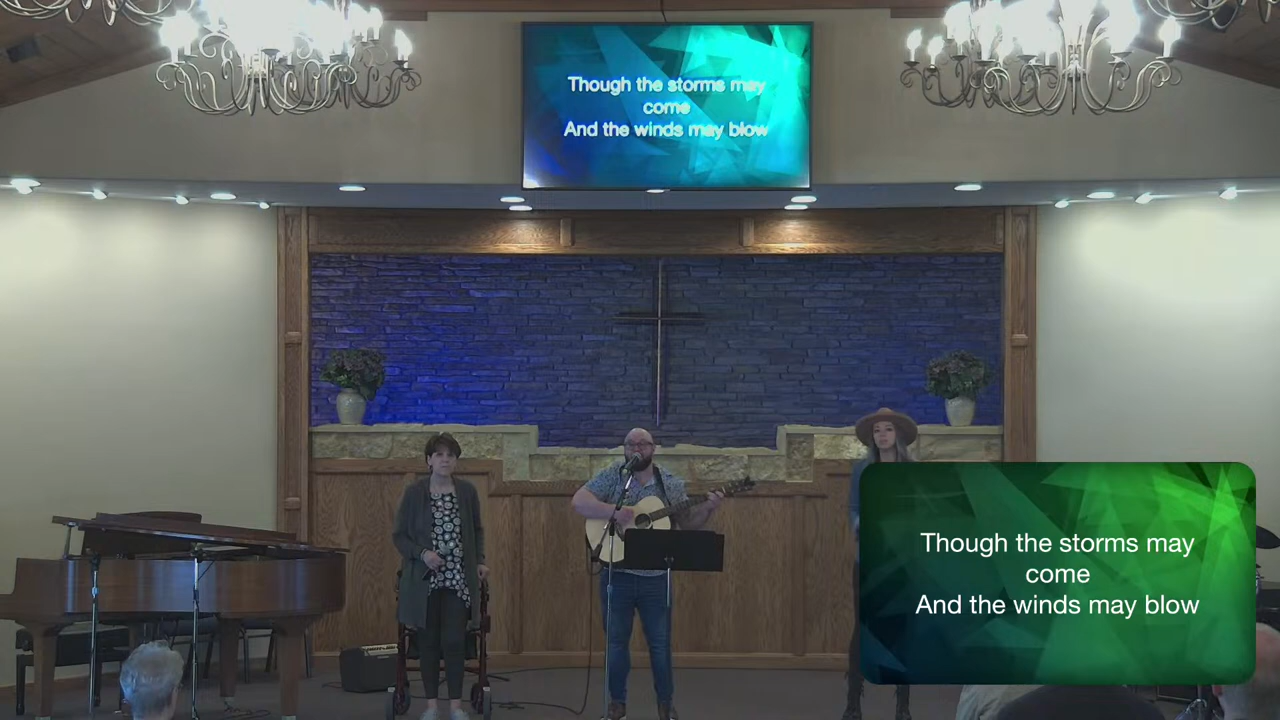 Though the storms may
come
And the winds may blow
Though the storms may
come
And the winds may blow